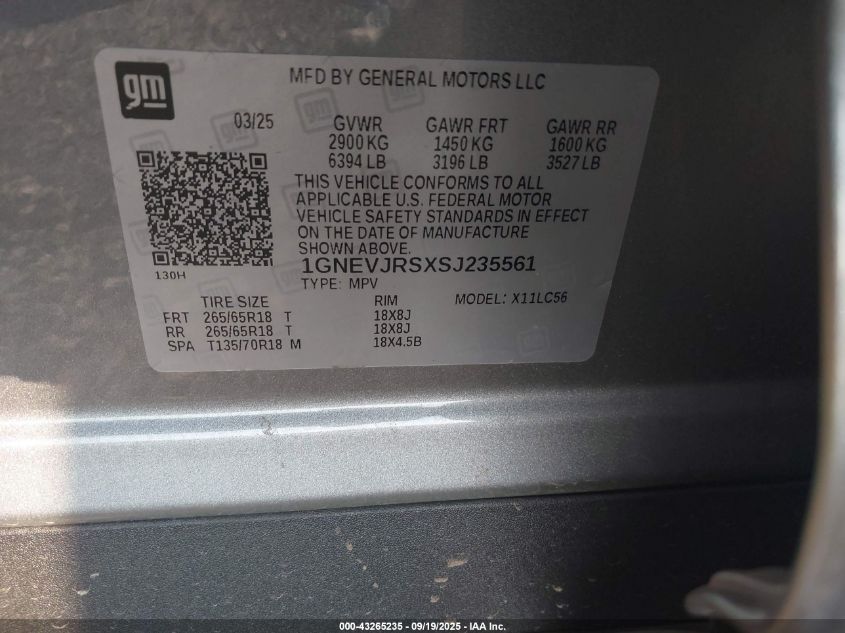 gm
MFD BY GENERAL MOTORS LLC
03/25 GVWR GAWR FRT GAWR RR
2900 KG 1450 KG 1600 KG
6394 LB 3196 LB 3527 LB
THIS VEHICLE CONFORMS TO ALL
APPLICABLE U.S. FEDERAL MOTOR
VEHICLE SAFETY STANDARDS IN EFFECT
ON THE DATE OF MANUFACTURE
SHOWN ABOVE.
130H
1GNEVJRSXSJ235561
TYPE: MPV
TIRE SIZE RIM MODEL: X11LC56
FRT 265/65R18 T 18X8J
RR 265/65R18 T 18X8J
SPA T135/70R18 M 18X4.5B
000-43265235 - 09/19/2025 - IAA Inc.